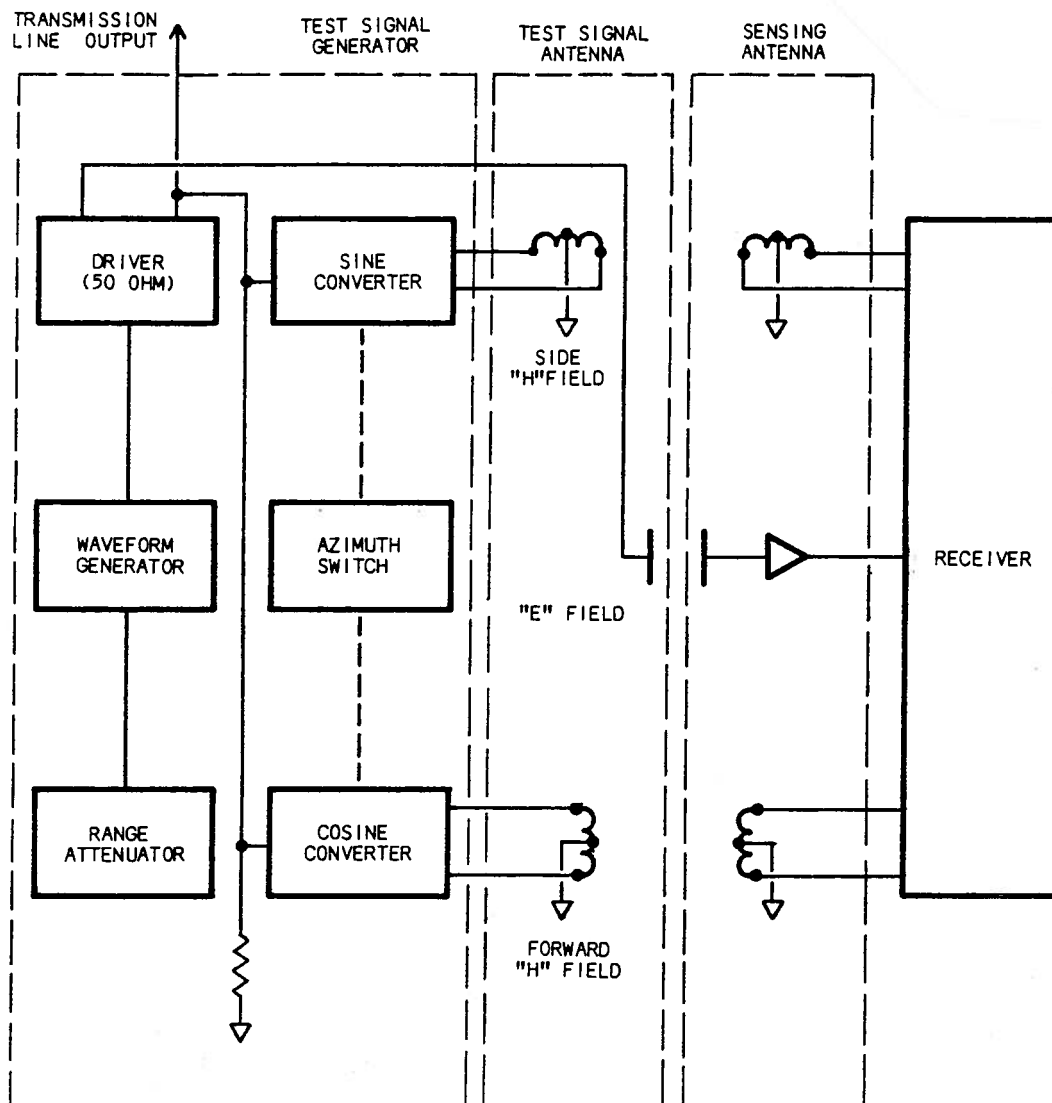 TRANSMISSION
LINE OUTPUT
TEST SIGNAL
GENERATOR
TEST SIGNAL
ANTENNA
SENSING
ANTENNA
DRIVER
(50 OHM)
SINE
CONVERTER
SIDE
"H"FIELD
WAVEFORM
GENERATOR
AZIMUTH
SWITCH
"E" FIELD
RECEIVER
RANGE
ATTENUATOR
COSINE
CONVERTER
FORWARD
"H" FIELD